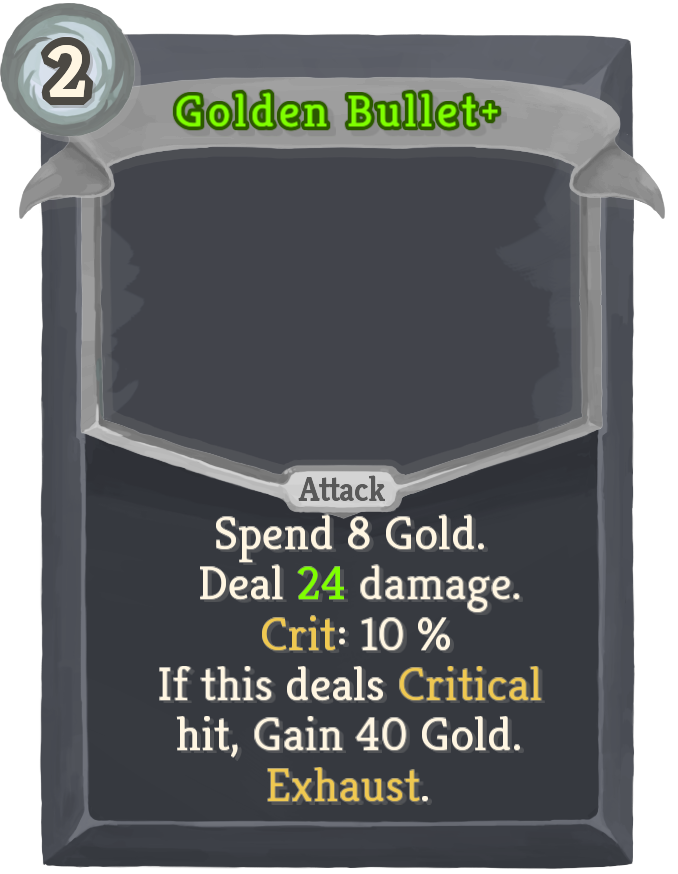 2
Golden Bullet+
Attack
Spend 8 Gold.
Deal 24 damage.
Crit: 10 %
If this deals Critical
hit, Gain 40 Gold.
Exhaust.